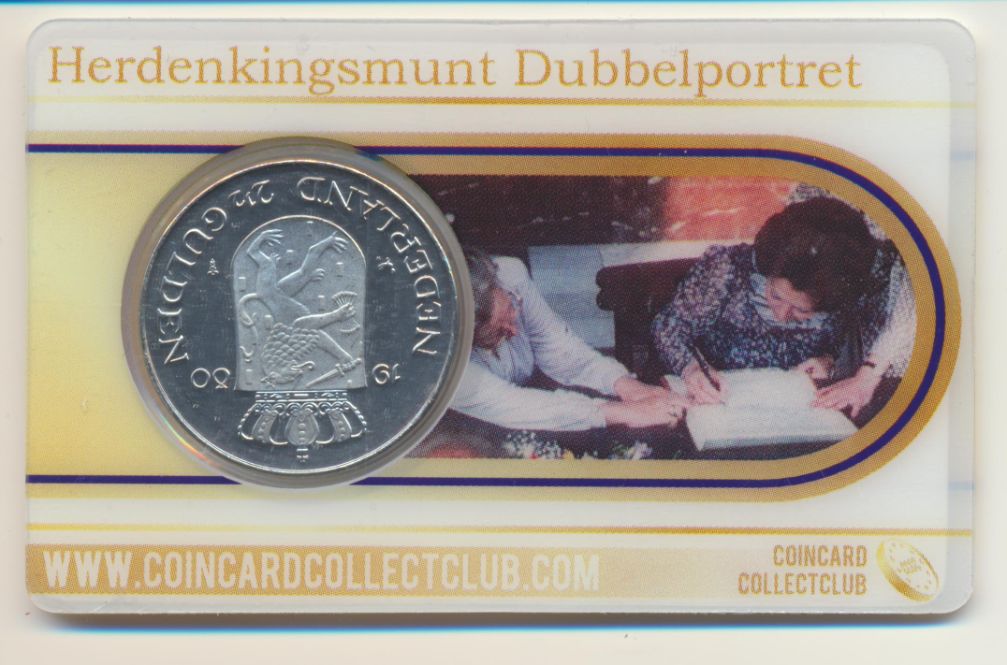 Herdenkingsmunt Dubbelportret
NEDERLAND 2½ GULDEN
19 80
WWW.COINCARDCOLLECTCLUB.COM
COINCARD
COLLECTCLUB